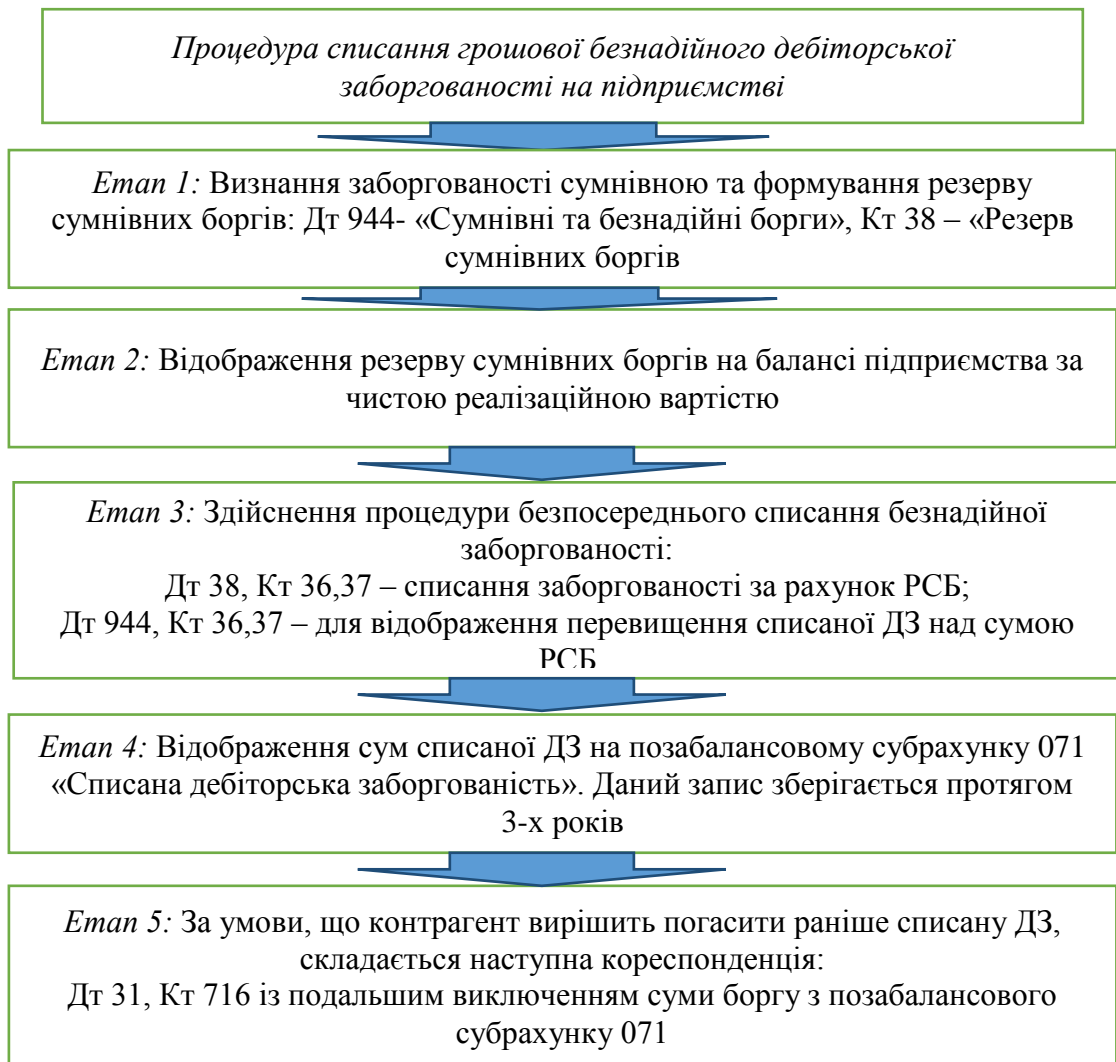 Процедура списання грошової безнадійного дебіторської
заборгованості на підприємстві
Етап 1: Визнання заборгованості сумнівною та формування резерву
сумнівних боргів: Дт 944- «Сумнівні та безнадійні борги», Кт 38 – «Резерв
сумнівних боргів
Етап 2: Відображення резерву сумнівних боргів на балансі підприємства за
чистою реалізаційною вартістю
Етап 3: Здійснення процедури безпосереднього списання безнадійної
заборгованості:
Дт 38, Кт 36,37 – списання заборгованості за рахунок РСБ;
Дт 944, Кт 36,37 – для відображення перевищення списаної ДЗ над сумою
РСБ
Етап 4: Відображення сум списаної ДЗ на позабалансовому субрахунку 071
«Списана дебіторська заборгованість». Даний запис зберігається протягом
3-х років
Етап 5: За умови, що контрагент вирішить погасити раніше списану ДЗ,
складається наступна кореспонденція:
Дт 31, Кт 716 із подальшим виключенням суми боргу з позабалансового
субрахунку 071